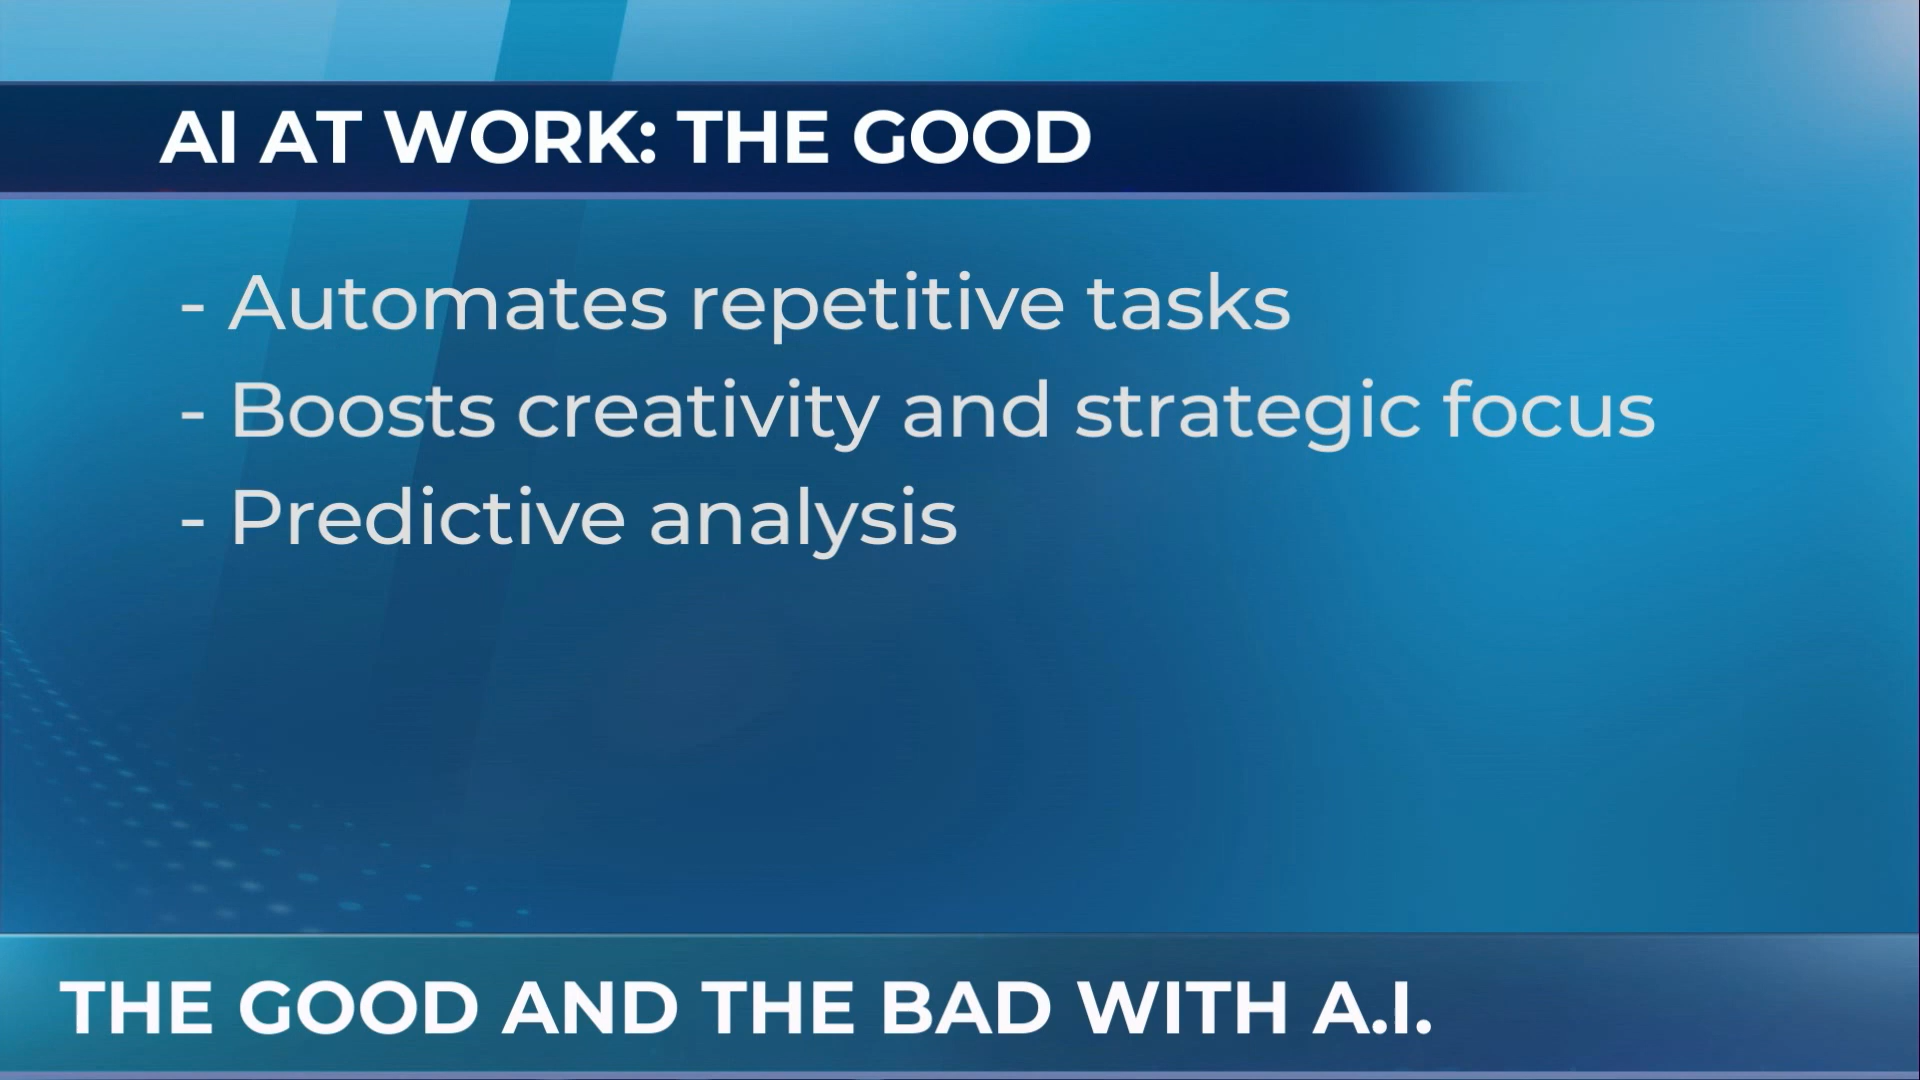 AI AT WORK: THE GOOD
- Automates repetitive tasks
- Boosts creativity and strategic focus
- Predictive analysis
THE GOOD AND THE BAD WITH A.I.